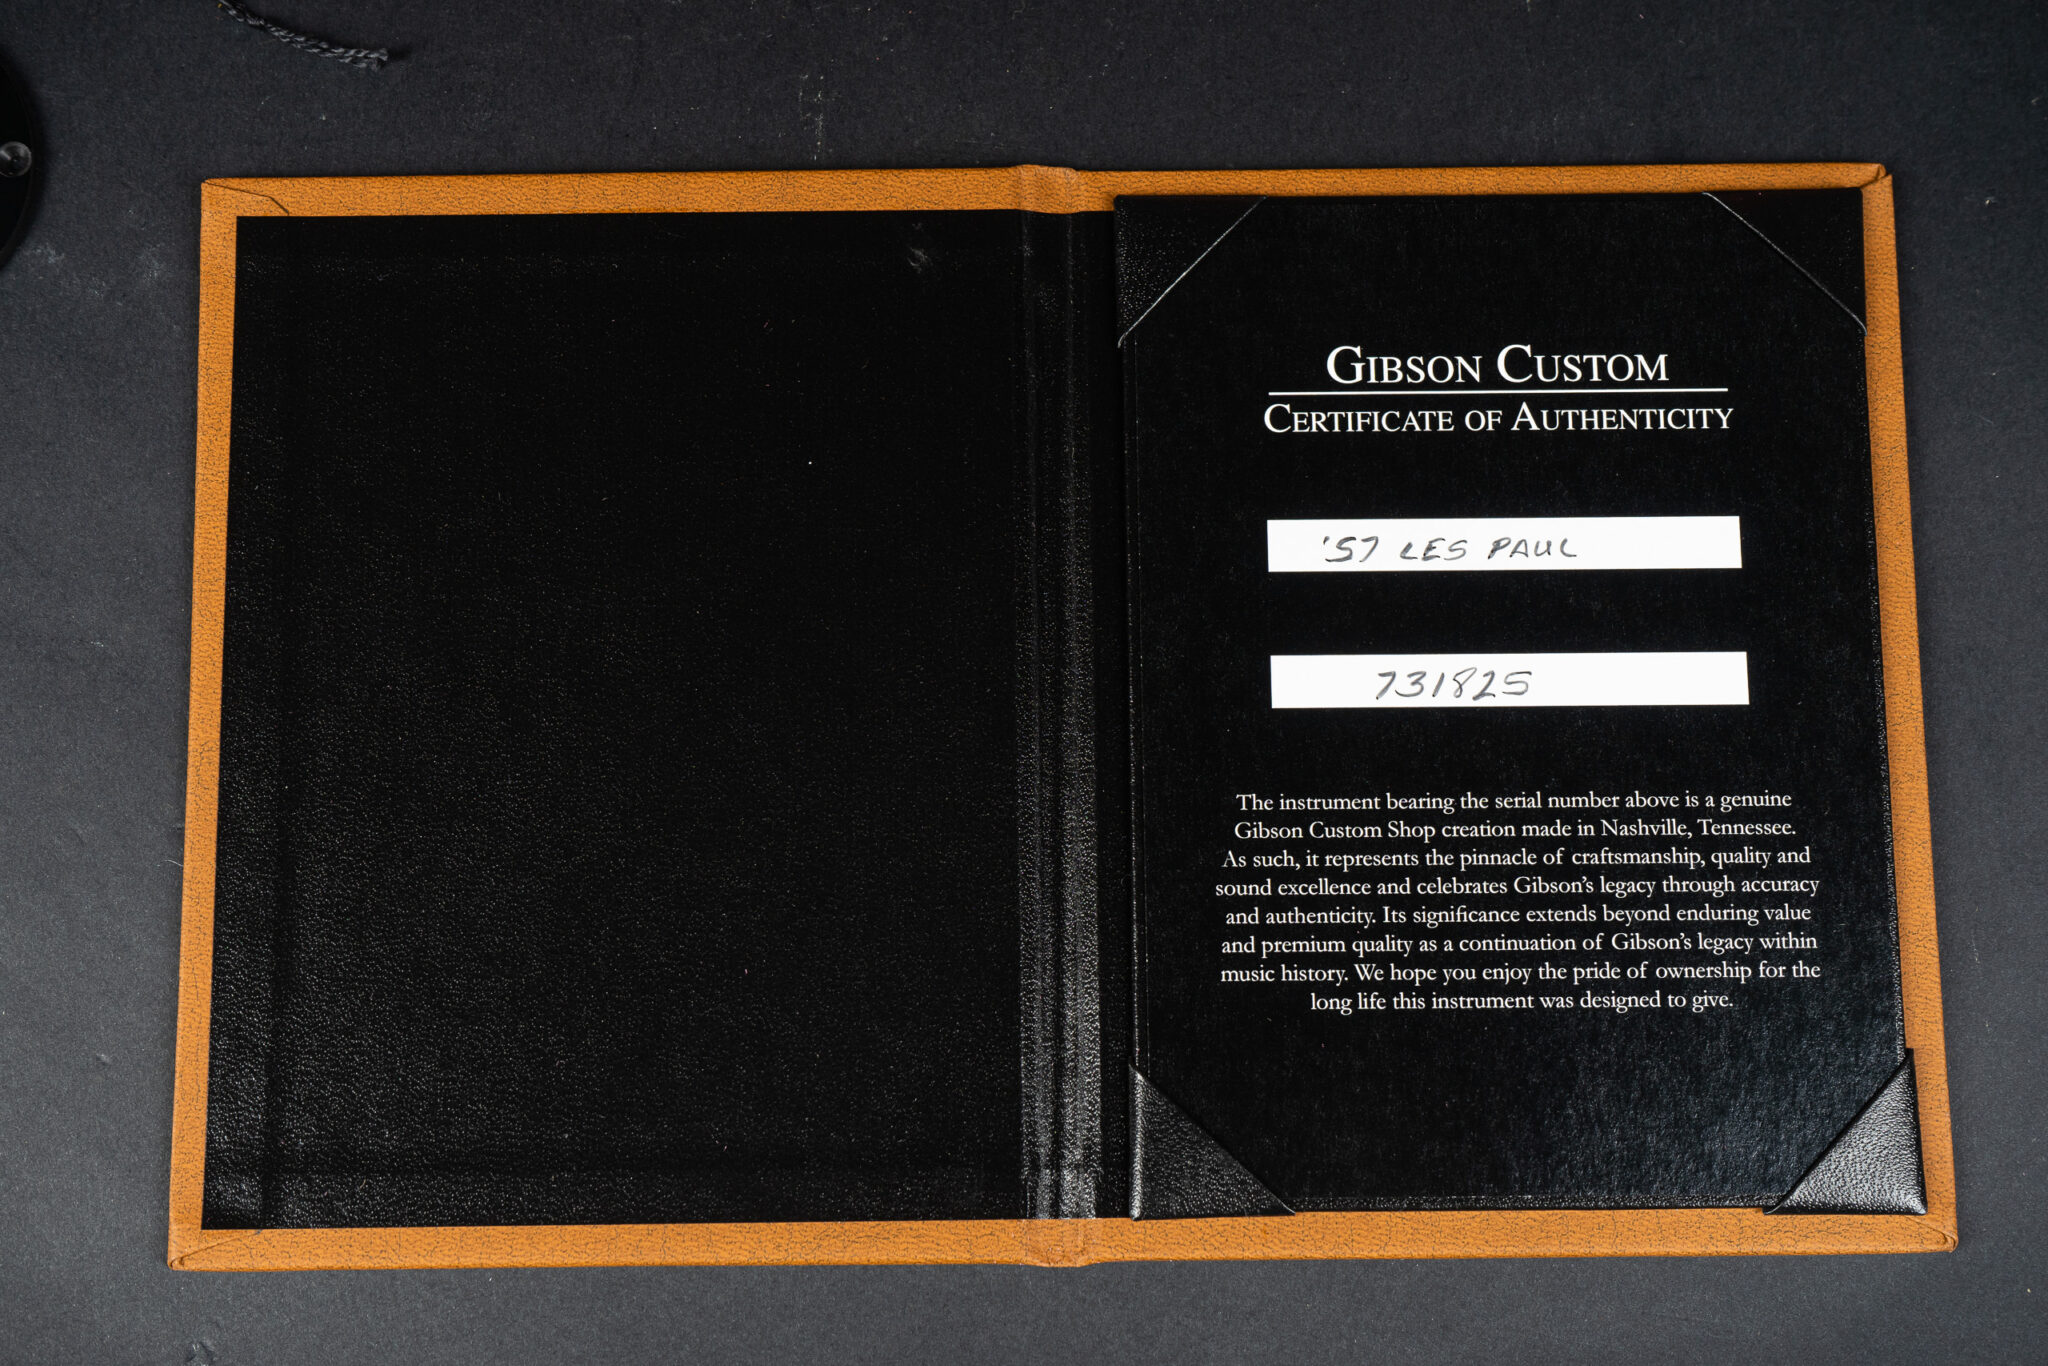 GIBSON CUSTOM
CERTIFICATE OF AUTHENTICITY
'57 LES PAUL
731825
The instrument bearing the serial number above is a genuine
Gibson Custom Shop creation made in Nashville, Tennessee.
As such, it represents the pinnacle of craftsmanship, quality and
sound excellence and celebrates Gibson's legacy through accuracy
and authenticity. Its significance extends beyond enduring value
and premium quality as a continuation of Gibson's legacy within
music history. We hope you enjoy the pride of ownership for the
long life this instrument was designed to give.